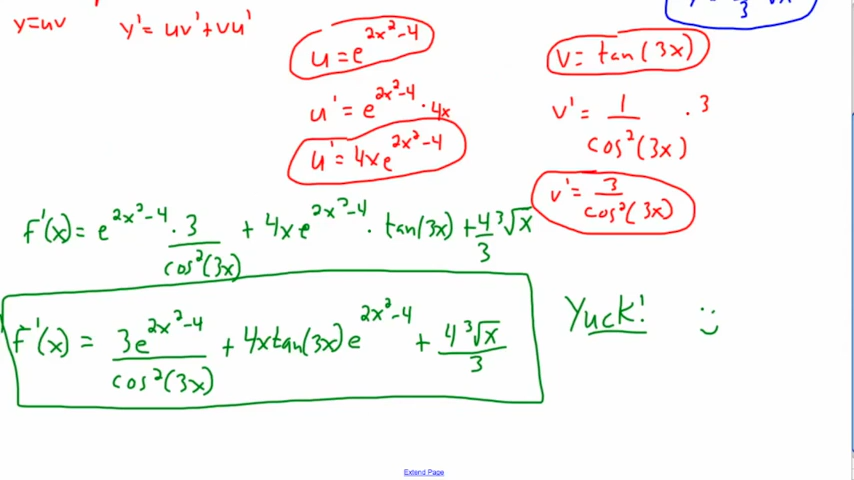 y=uv y' = uv' + vu'
u = e^{2x²-4} v = tan(3x)
u' = e^{2x²-4} · 4x v' = 1/cos²(3x) · 3
u' = 4xe^{2x²-4} v' = 3/cos²(3x)
f'(x) = e^{2x²-4} · 3/cos²(3x) + 4xe^{2x²-4} · tan(3x) + 4/3 ³√x
f'(x) = 3e^{2x²-4}/cos²(3x) + 4xtan(3x)e^{2x²-4} + 4³√x/3 Yuck! :)
Extend Page